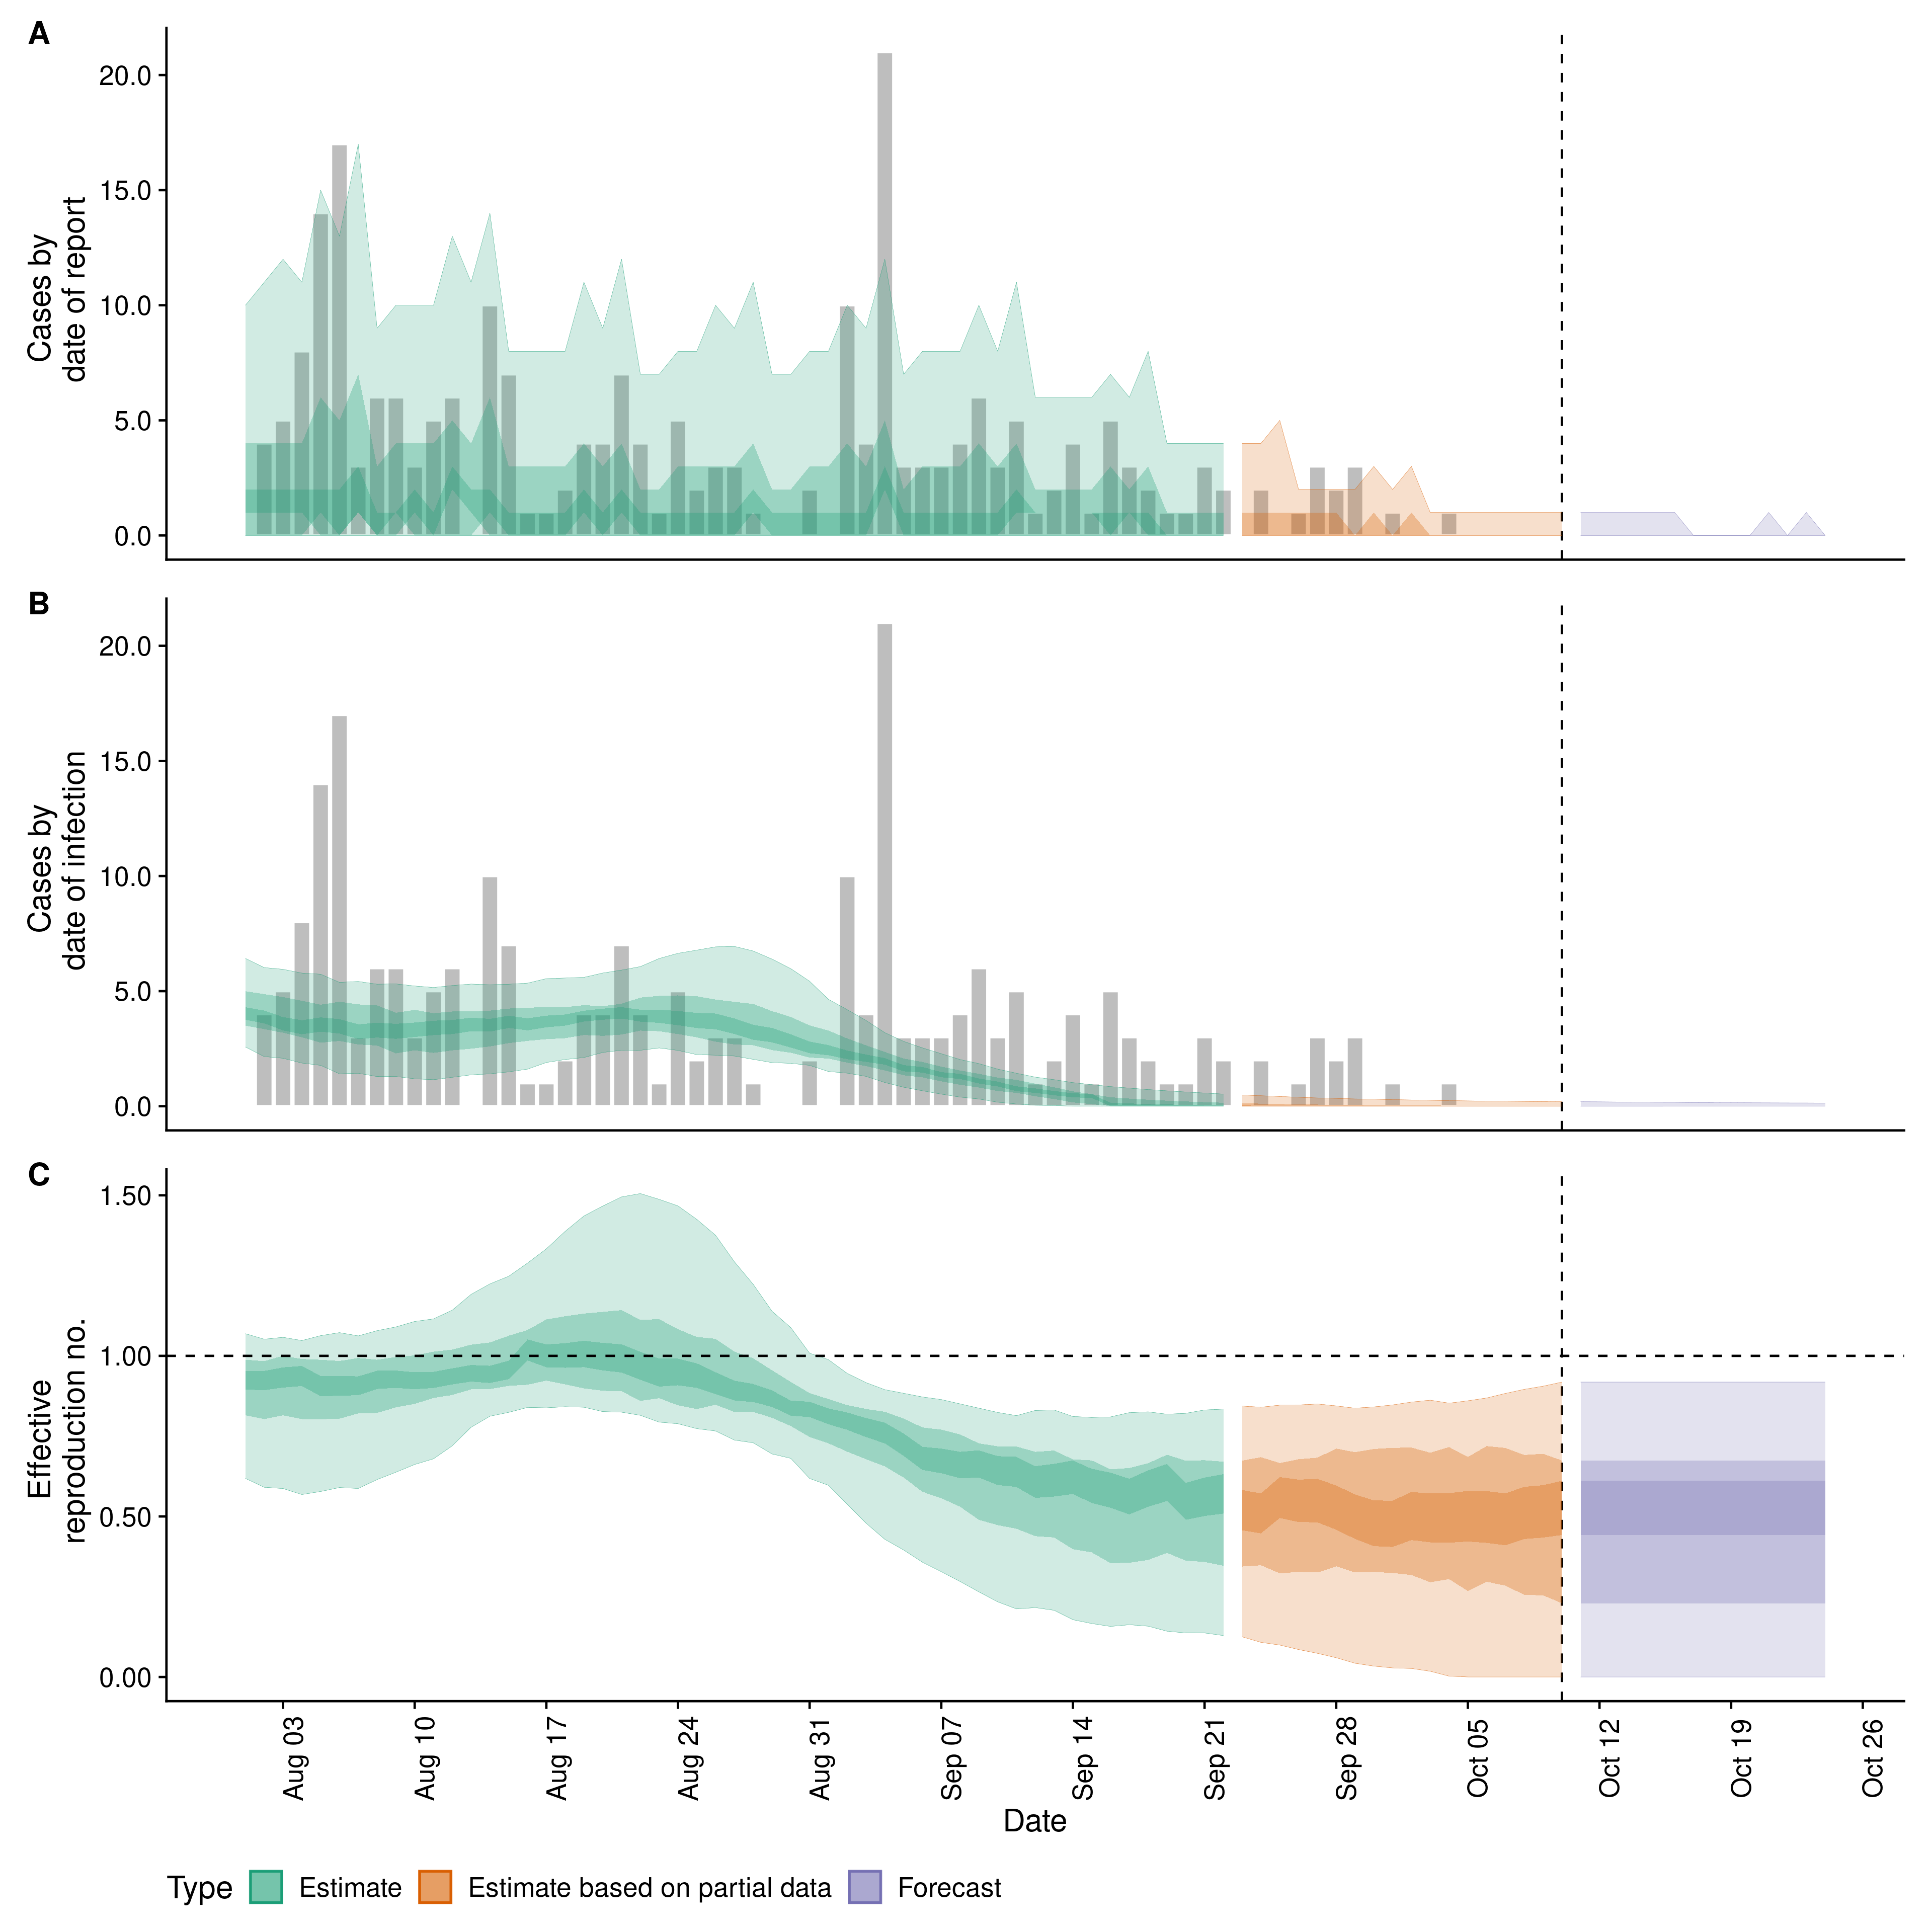 A
20.0
15.0
10.0
5.0
0.0
Cases by
date of report
B
20.0
15.0
10.0
5.0
0.0
Cases by
date of infection
C
1.50
1.00
0.50
0.00
Effective
reproduction no.
Aug 03
Aug 10
Aug 17
Aug 24
Aug 31
Sep 07
Sep 14
Sep 21
Sep 28
Oct 05
Oct 12
Oct 19
Oct 26
Date
Type Estimate Estimate based on partial data Forecast